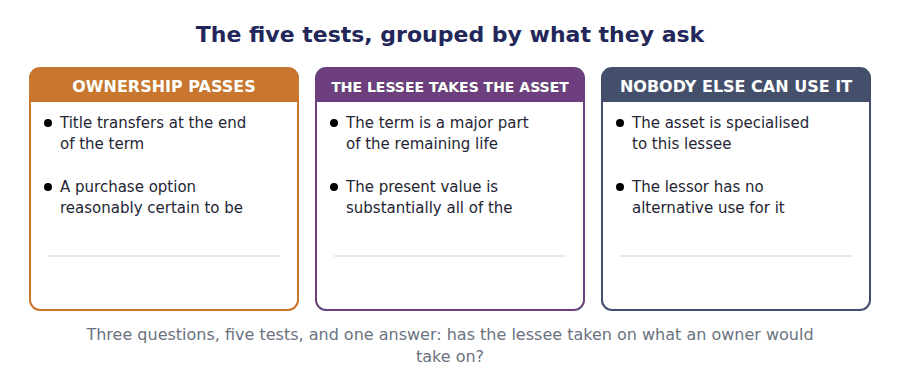 The five tests, grouped by what they ask
OWNERSHIP PASSES
Title transfers at the end
of the term
A purchase option
reasonably certain to be
THE LESSEE TAKES THE ASSET
The term is a major part
of the remaining life
The present value is
substantially all of the
NOBODY ELSE CAN USE IT
The asset is specialised
to this lessee
The lessor has no
alternative use for it
Three questions, five tests, and one answer: has the lessee taken on what an owner would
take on?